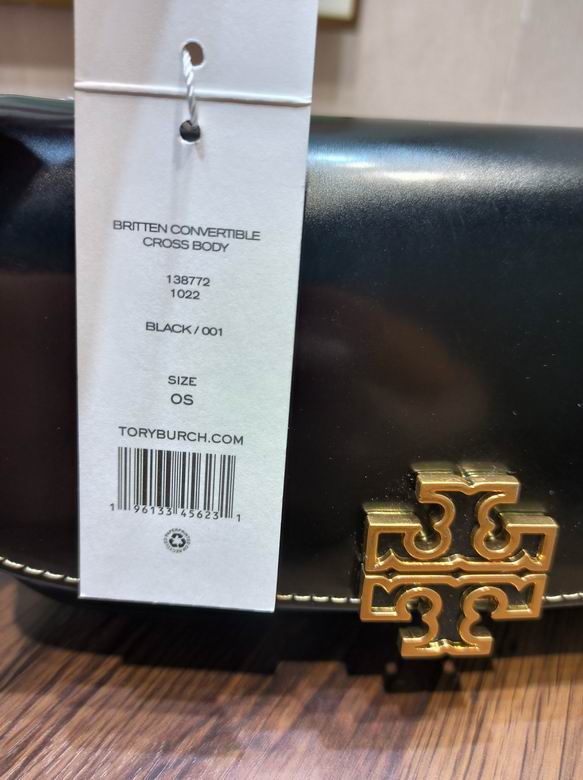 BRITTEN CONVERTIBLE
CROSS BODY
138772
1022
BLACK / 001
SIZE
OS
TORYBURCH.COM
1 96133 45623 1